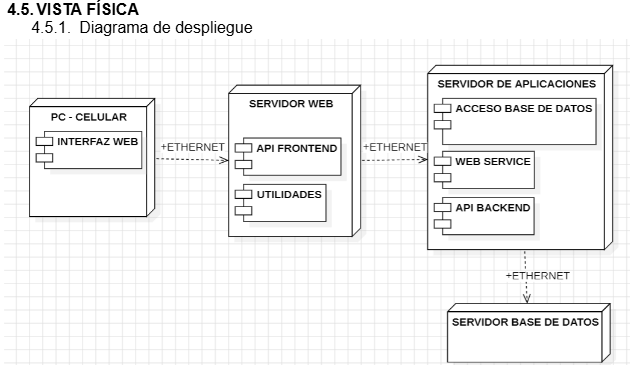 4.5. VISTA FÍSICA
4.5.1. Diagrama de despliegue
PC - CELULAR
INTERFAZ WEB
+ETHERNET
SERVIDOR WEB
API FRONTEND
UTILIDADES
+ETHERNET
SERVIDOR DE APLICACIONES
ACCESO BASE DE DATOS
WEB SERVICE
API BACKEND
+ETHERNET
SERVIDOR BASE DE DATOS